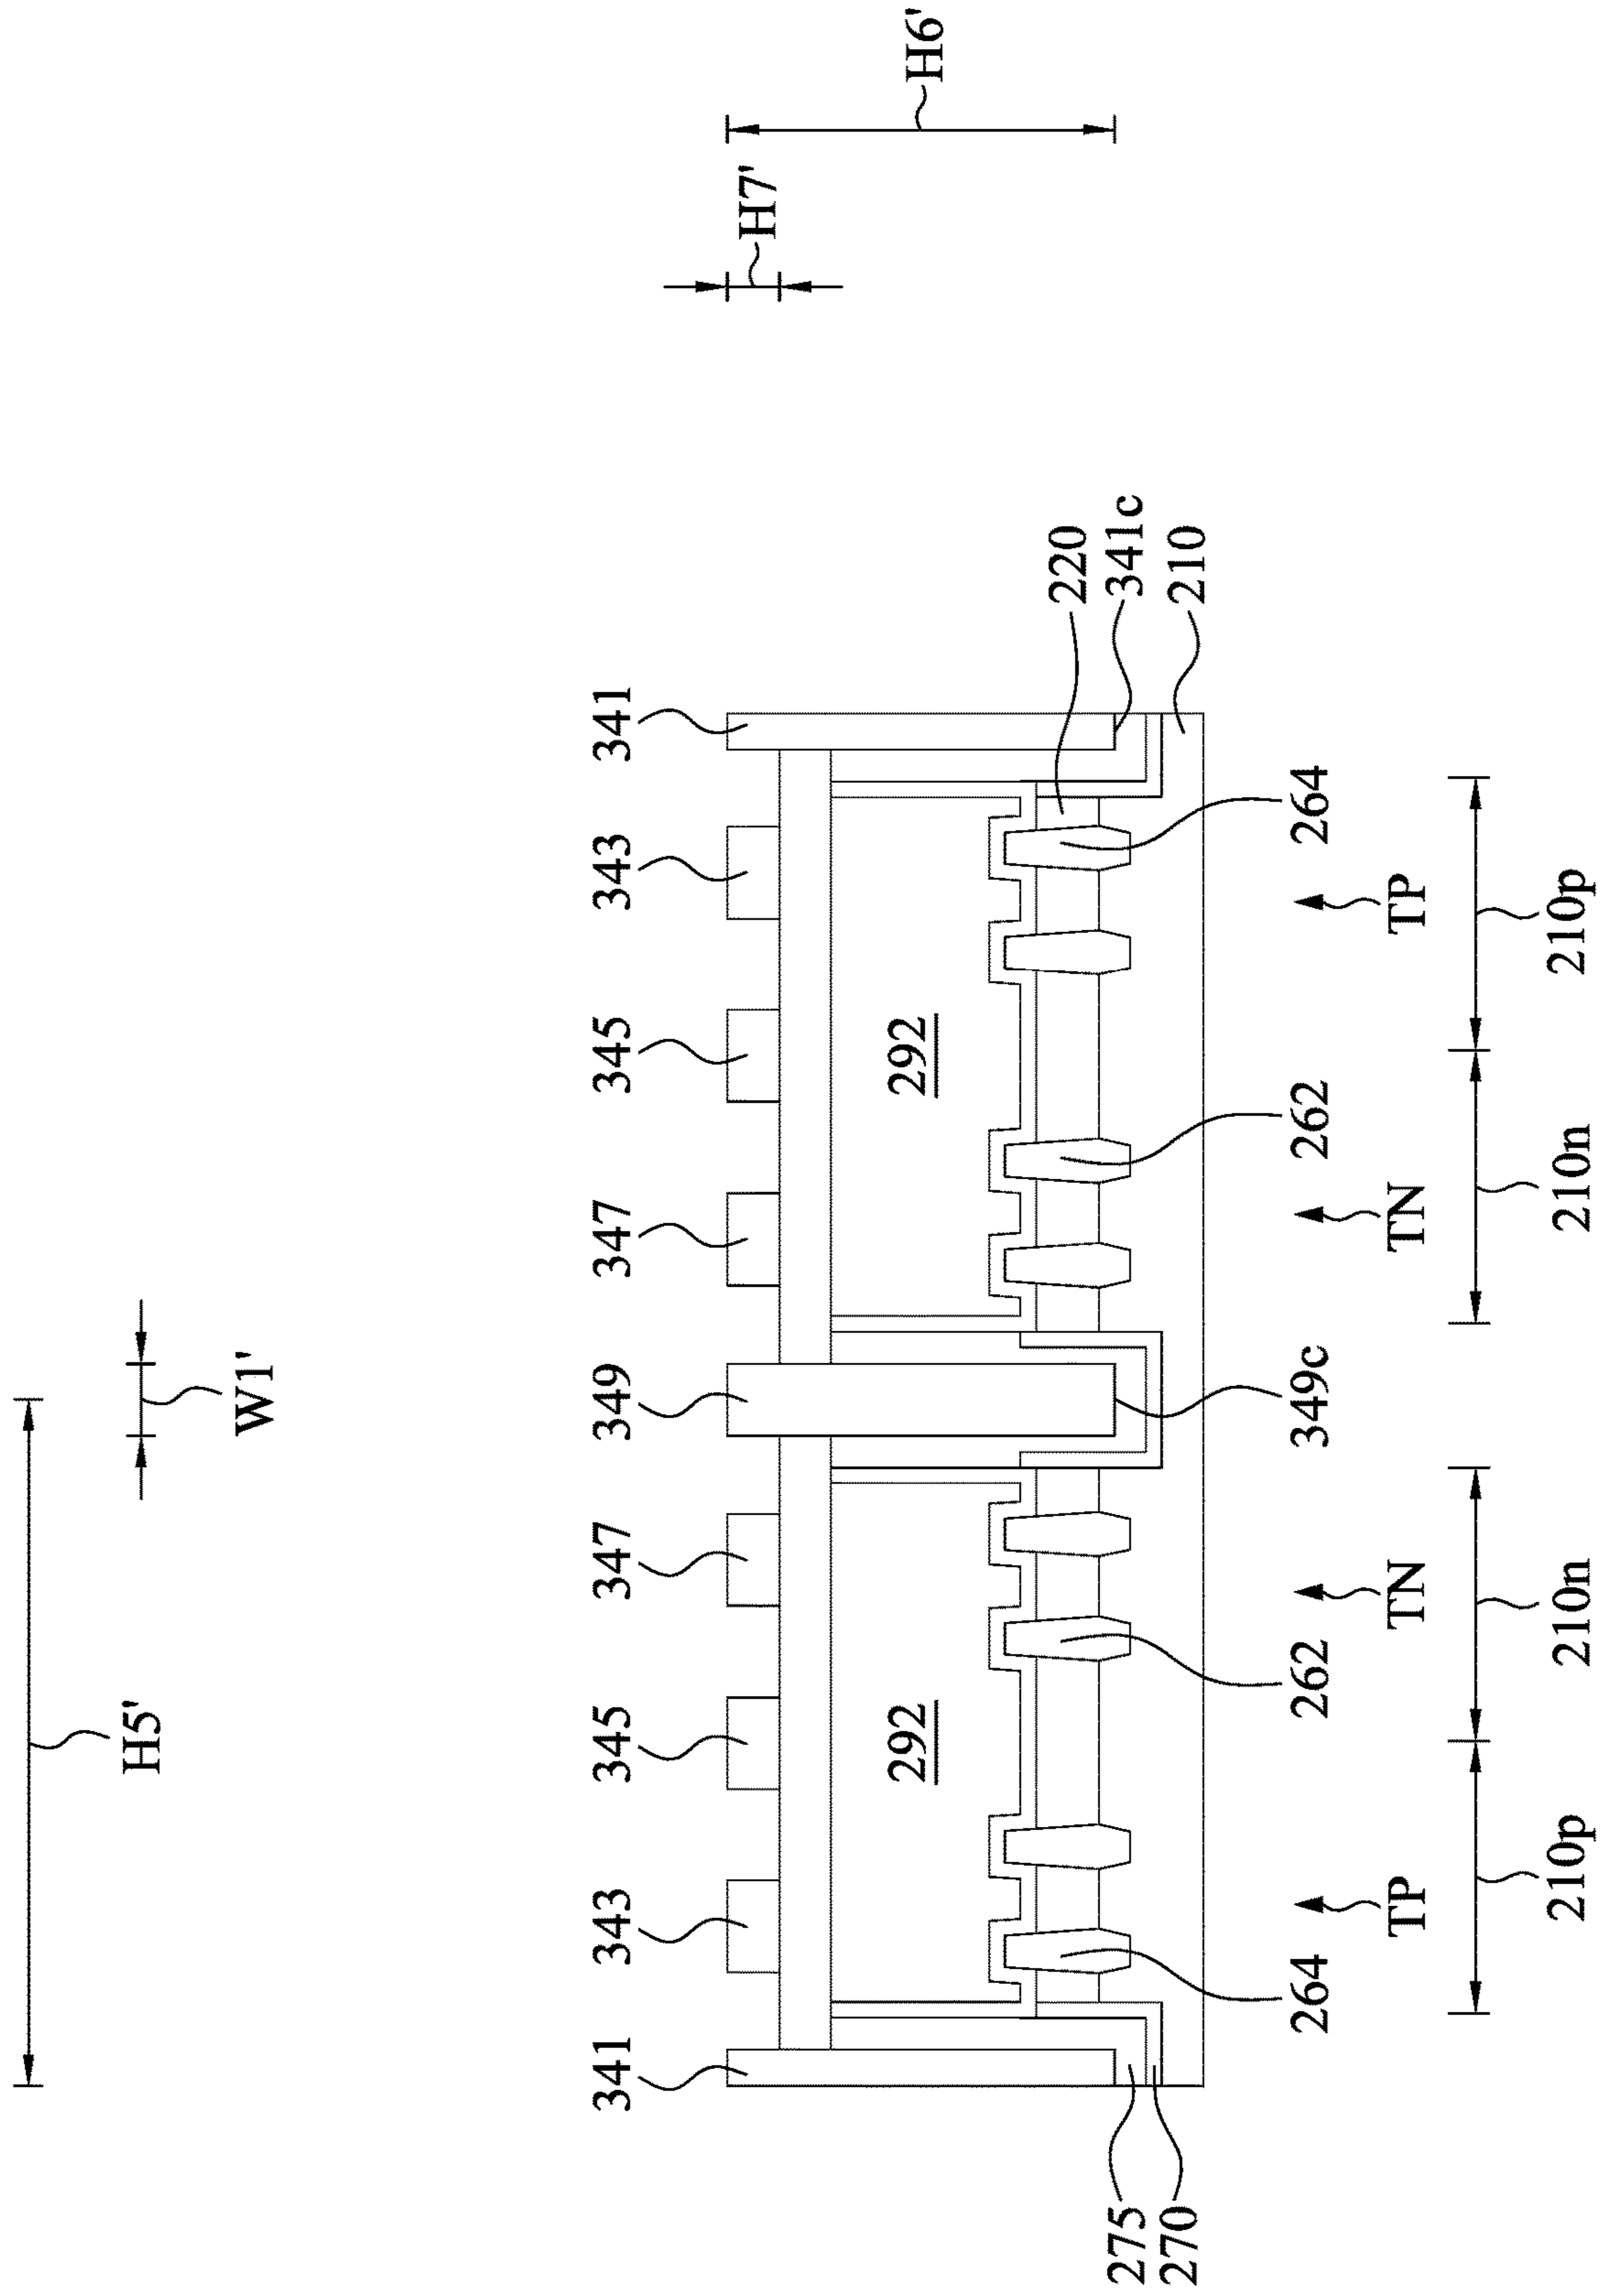 H5'
W1'
341 343 345 347 349 347 345 343 341
H7'
292 292 H6'
220
275 341c
270 210
264 262 349c 262 264
TP TN TN TP
210p 210n 210n 210p